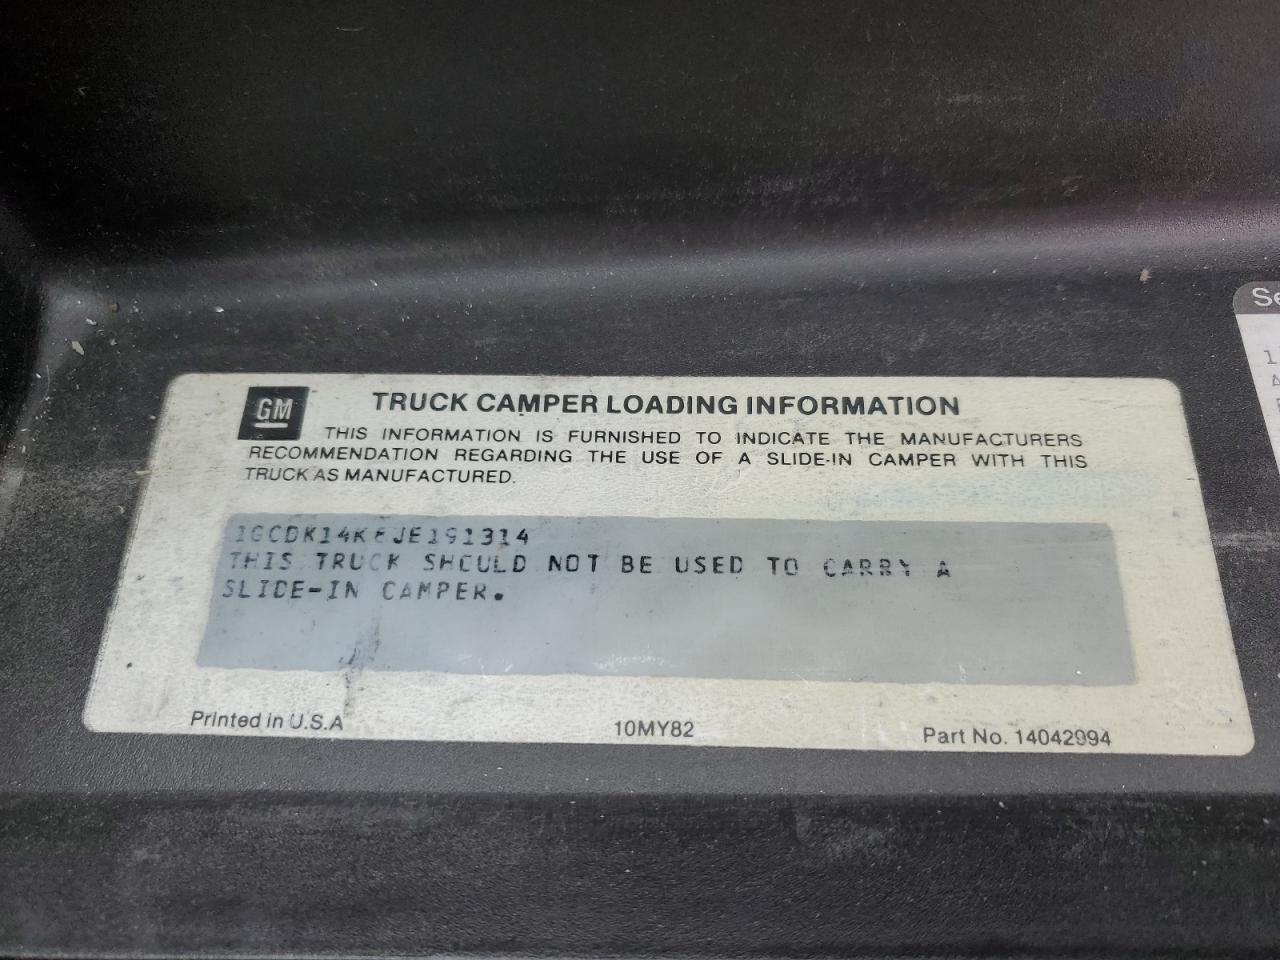 GM
TRUCK CAMPER LOADING INFORMATION
THIS INFORMATION IS FURNISHED TO INDICATE THE MANUFACTURERS
RECOMMENDATION REGARDING THE USE OF A SLIDE-IN CAMPER WITH THIS
TRUCK AS MANUFACTURED.
THIS TRUCK SHOULD NOT BE USED TO CARRY A
SLIDE-IN CAMPER.
Printed in U.S.A
10MY82
Part No. 14042994